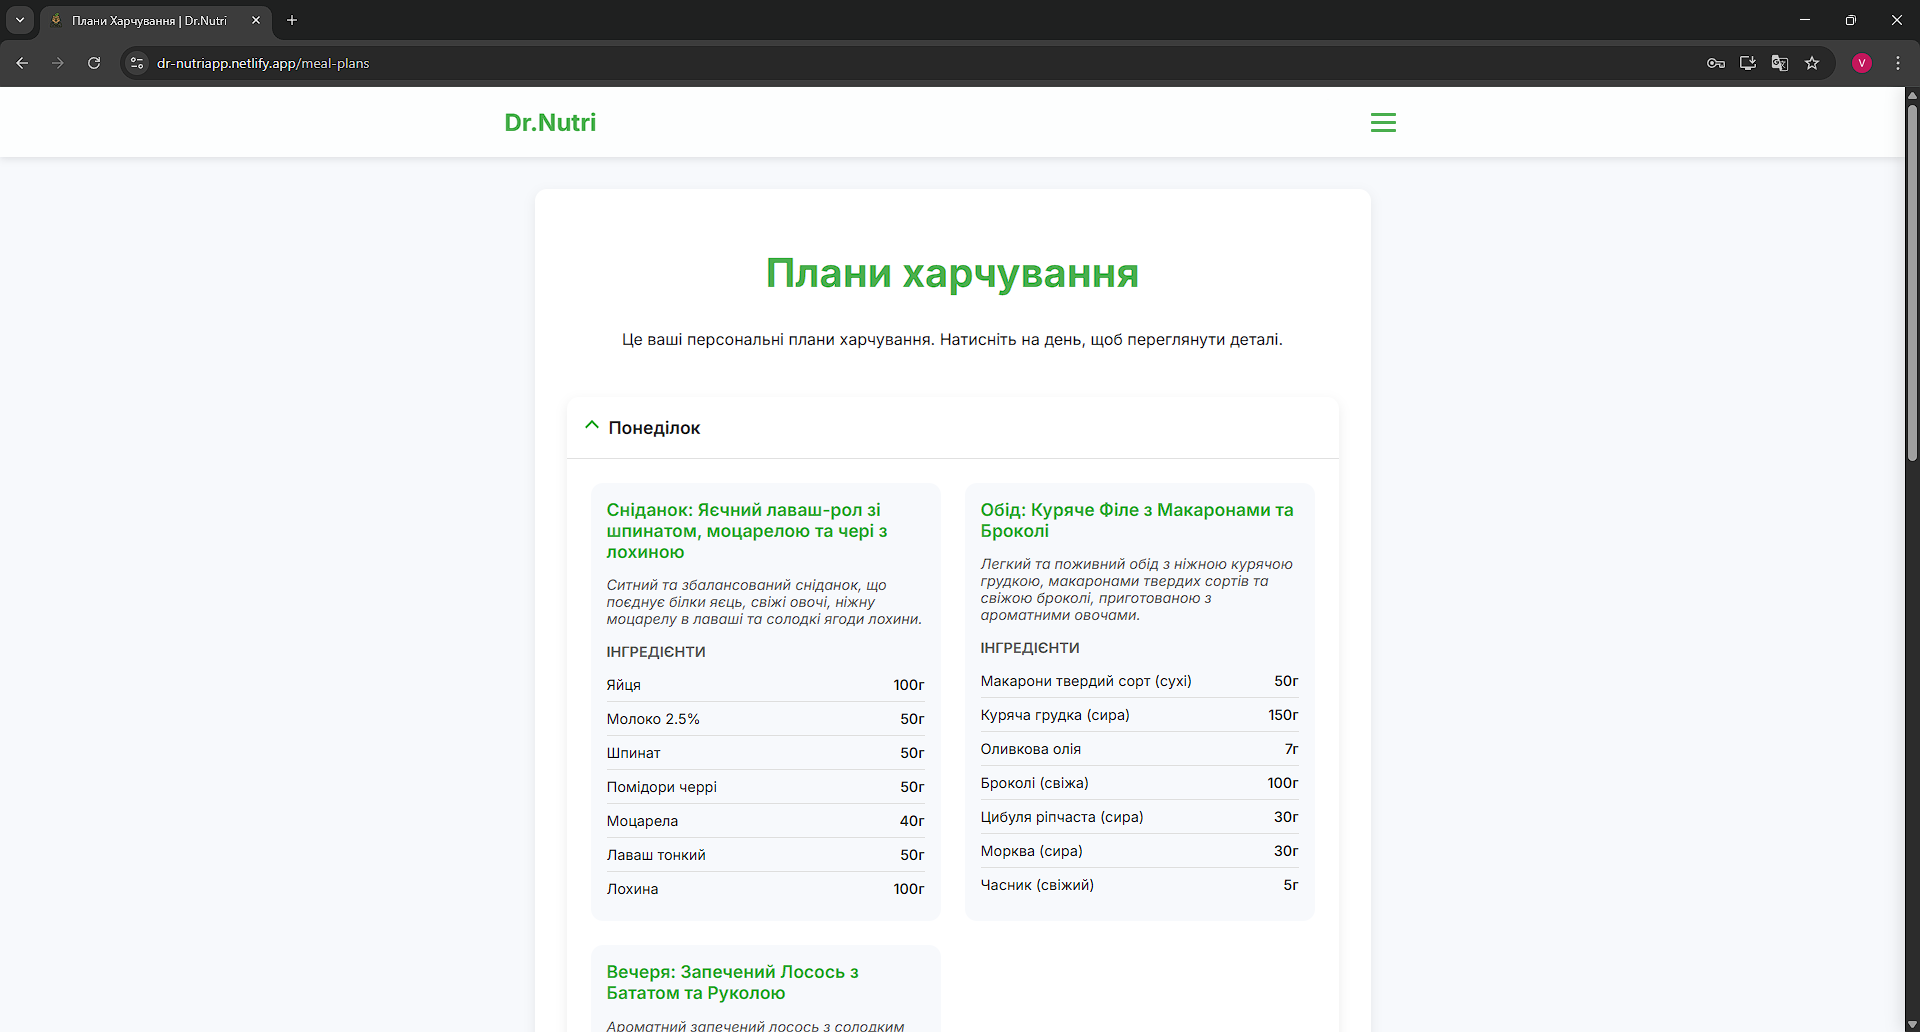 Плани Харчування | Dr.Nutri
dr-nutriapp.netlify.app/meal-plans
V
Dr.Nutri
Плани харчування
Це ваші персональні плани харчування. Натисніть на день, щоб переглянути деталі.
Понеділок
Сніданок: Яєчний лаваш-рол зі
шпинатом, моцарелою та чері з
лохиною
Ситний та збалансований сніданок, що
поєднує білки яєць, свіжі овочі, ніжну
моцарелу в лаваші та солодкі ягоди лохини.
ІНГРЕДІЄНТИ
Яйця 100г
Молоко 2.5% 50г
Шпинат 50г
Помідори черрі 50г
Моцарела 40г
Лаваш тонкий 50г
Лохина 100г
Обід: Куряче Філе з Макаронами та
Броколі
Легкий та поживний обід з ніжною курячою
грудкою, макаронами твердих сортів та
свіжою броколі, приготованою з
ароматними овочами.
ІНГРЕДІЄНТИ
Макарони твердий сорт (сухі) 50г
Куряча грудка (сира) 150г
Оливкова олія 7г
Броколі (свіжа) 100г
Цибуля ріпчаста (сира) 30г
Морква (сира) 30г
Часник (свіжий) 5г
Вечеря: Запечений Лосось з
Бататом та Руколою
Ароматний запечений лосось з солодким